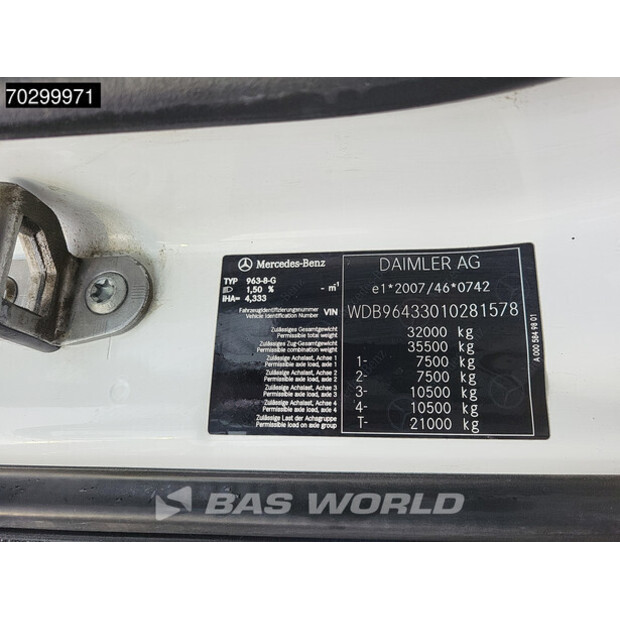 70299971
Mercedes-Benz DAIMLER AG
TYP 963-8-G
1,50 % - m⁻¹ e1*2007/46*0742
iHA= 4,333
Fahrzeugidentifizierungsnummer
Vehicle Identification Number VIN WDB96433010281578
Zulässiges Gesamtgewicht
Permissible total weight 32000 kg
Zulässiges Zug-Gesamtgewicht
Permissible combination weight 35500 kg
Zulässige Achslast, Achse 1
Permissible axle load, axle 1 1- 7500 kg
Zulässige Achslast, Achse 2
Permissible axle load, axle 2 2- 7500 kg
Zulässige Achslast, Achse 3
Permissible axle load, axle 3 3- 10500 kg
Zulässige Achslast, Achse 4
Permissible axle load, axle 4 4- 10500 kg
Zulässige Last der Achsgruppe
Permissible load on axle group T- 21000 kg
A 000 584 98 01
BAS WORLD